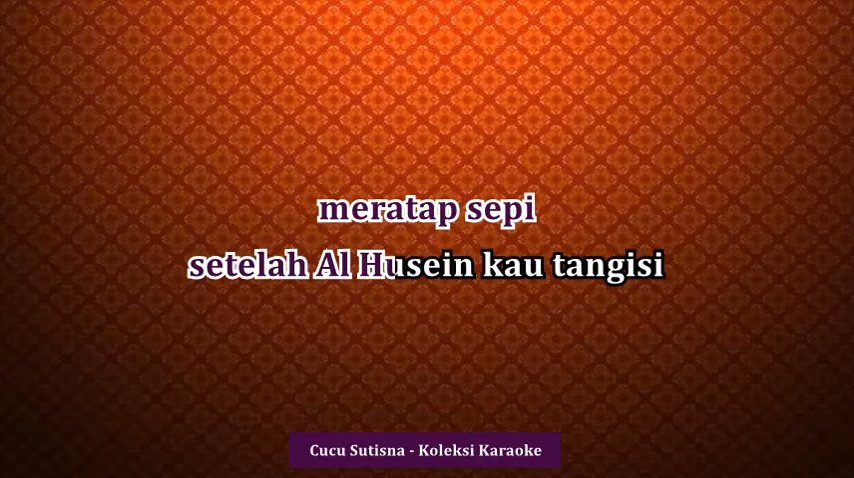 meratap sepi
setelah Al Husein kau tangisi
Cucu Sutisna - Koleksi Karaoke